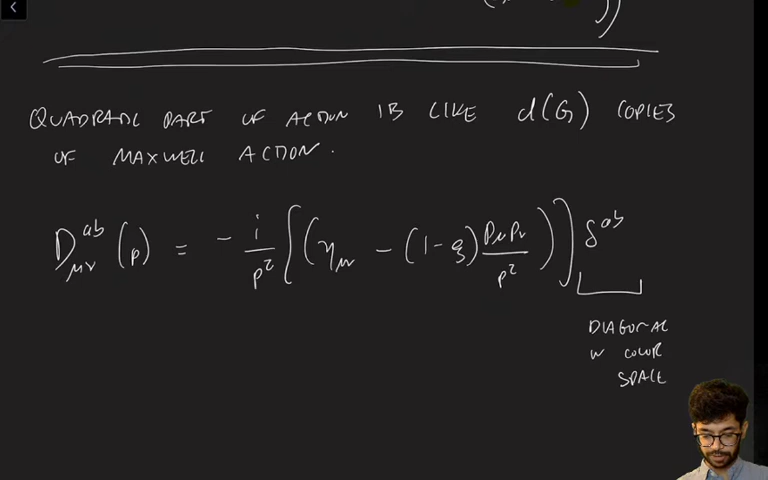 QUADRATIC PART OF ACTION IS LIKE d(G) COPIES
OF MAXWELL ACTION.
D^{ab}_{μν}(p) = -i/p² [(η_{μν} - (1-ξ) p_μ p_ν / p²)] δ^{ab}
DIAGONAL
IN COLOR
SPACE